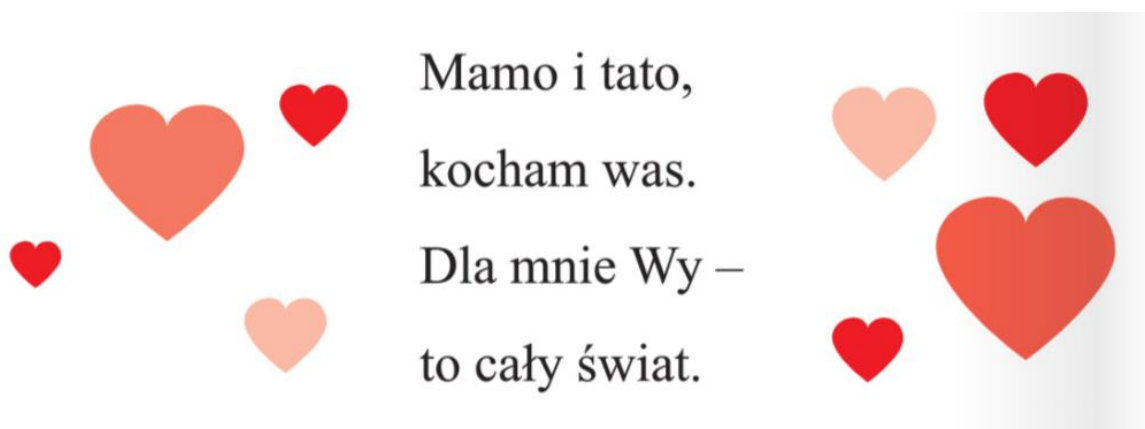 Mamo i tato,
kocham was.
Dla mnie Wy –
to cały świat.